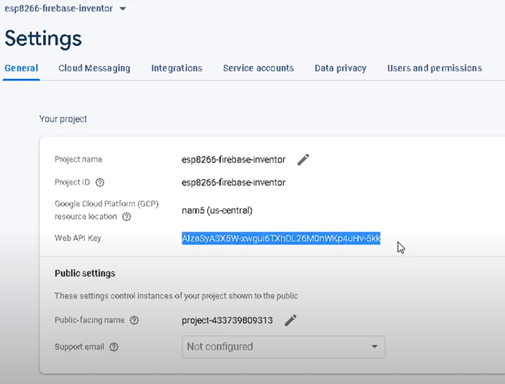 esp8266-firebase-inventor
Settings
General Cloud Messaging Integrations Service accounts Data privacy Users and permissions
Your project
Project name esp8266-firebase-inventor
Project ID esp8266-firebase-inventor
Google Cloud Platform (GCP)
resource location nam5 (us-central)
Web API Key AIzaSyA3X5W-xwgui6TXhDL26M0nWKp4uHv-5kk
Public settings
These settings control instances of your project shown to the public
Public-facing name project-433739809313
Support email Not configured